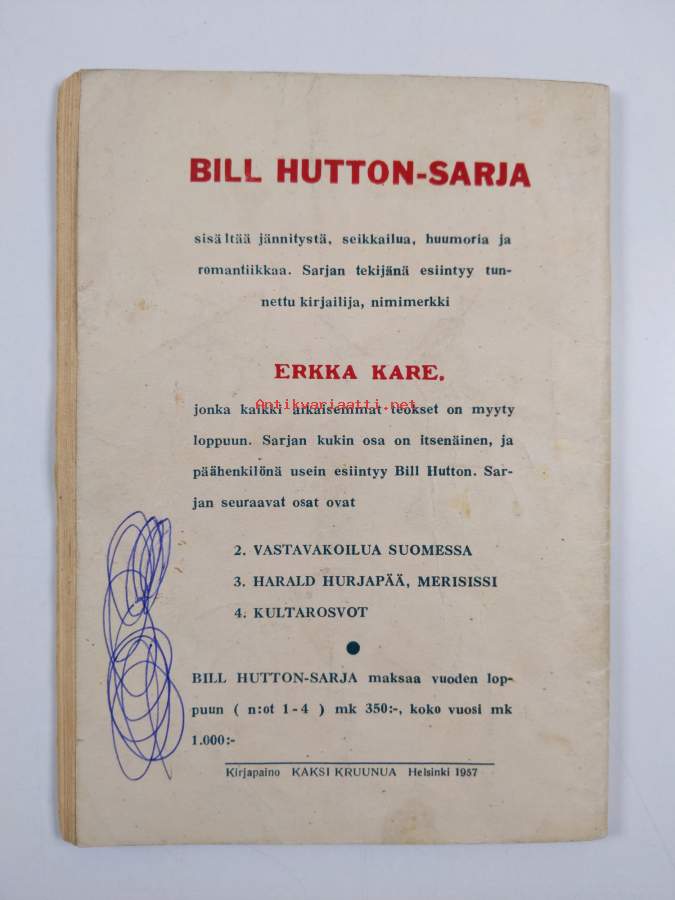 BILL HUTTON-SARJA
sisältää jännitystä, seikkailua, huumoria ja
romantiikkaa. Sarjan tekijänä esiintyy tun-
nettu kirjailija, nimimerkki
ERKKA KARE.
Antikvariaatti.net
jonka kaikki aikaisemmat teokset on myyty
loppuun. Sarjan kukin osa on itsenäinen, ja
päähenkilönä usein esiintyy Bill Hutton. Sar-
jan seuraavat osat ovat
2. VASTAVAKOILUA SUOMESSA
3. HARALD HURJAPÄÄ, MERISISSI
4. KULTAROSVOT
BILL HUTTON-SARJA maksaa vuoden lop-
puun ( n:ot 1-4 ) mk 350:-, koko vuosi mk
1.000:-
Kirjapaino KAKSI KRUUNUA Helsinki 1957